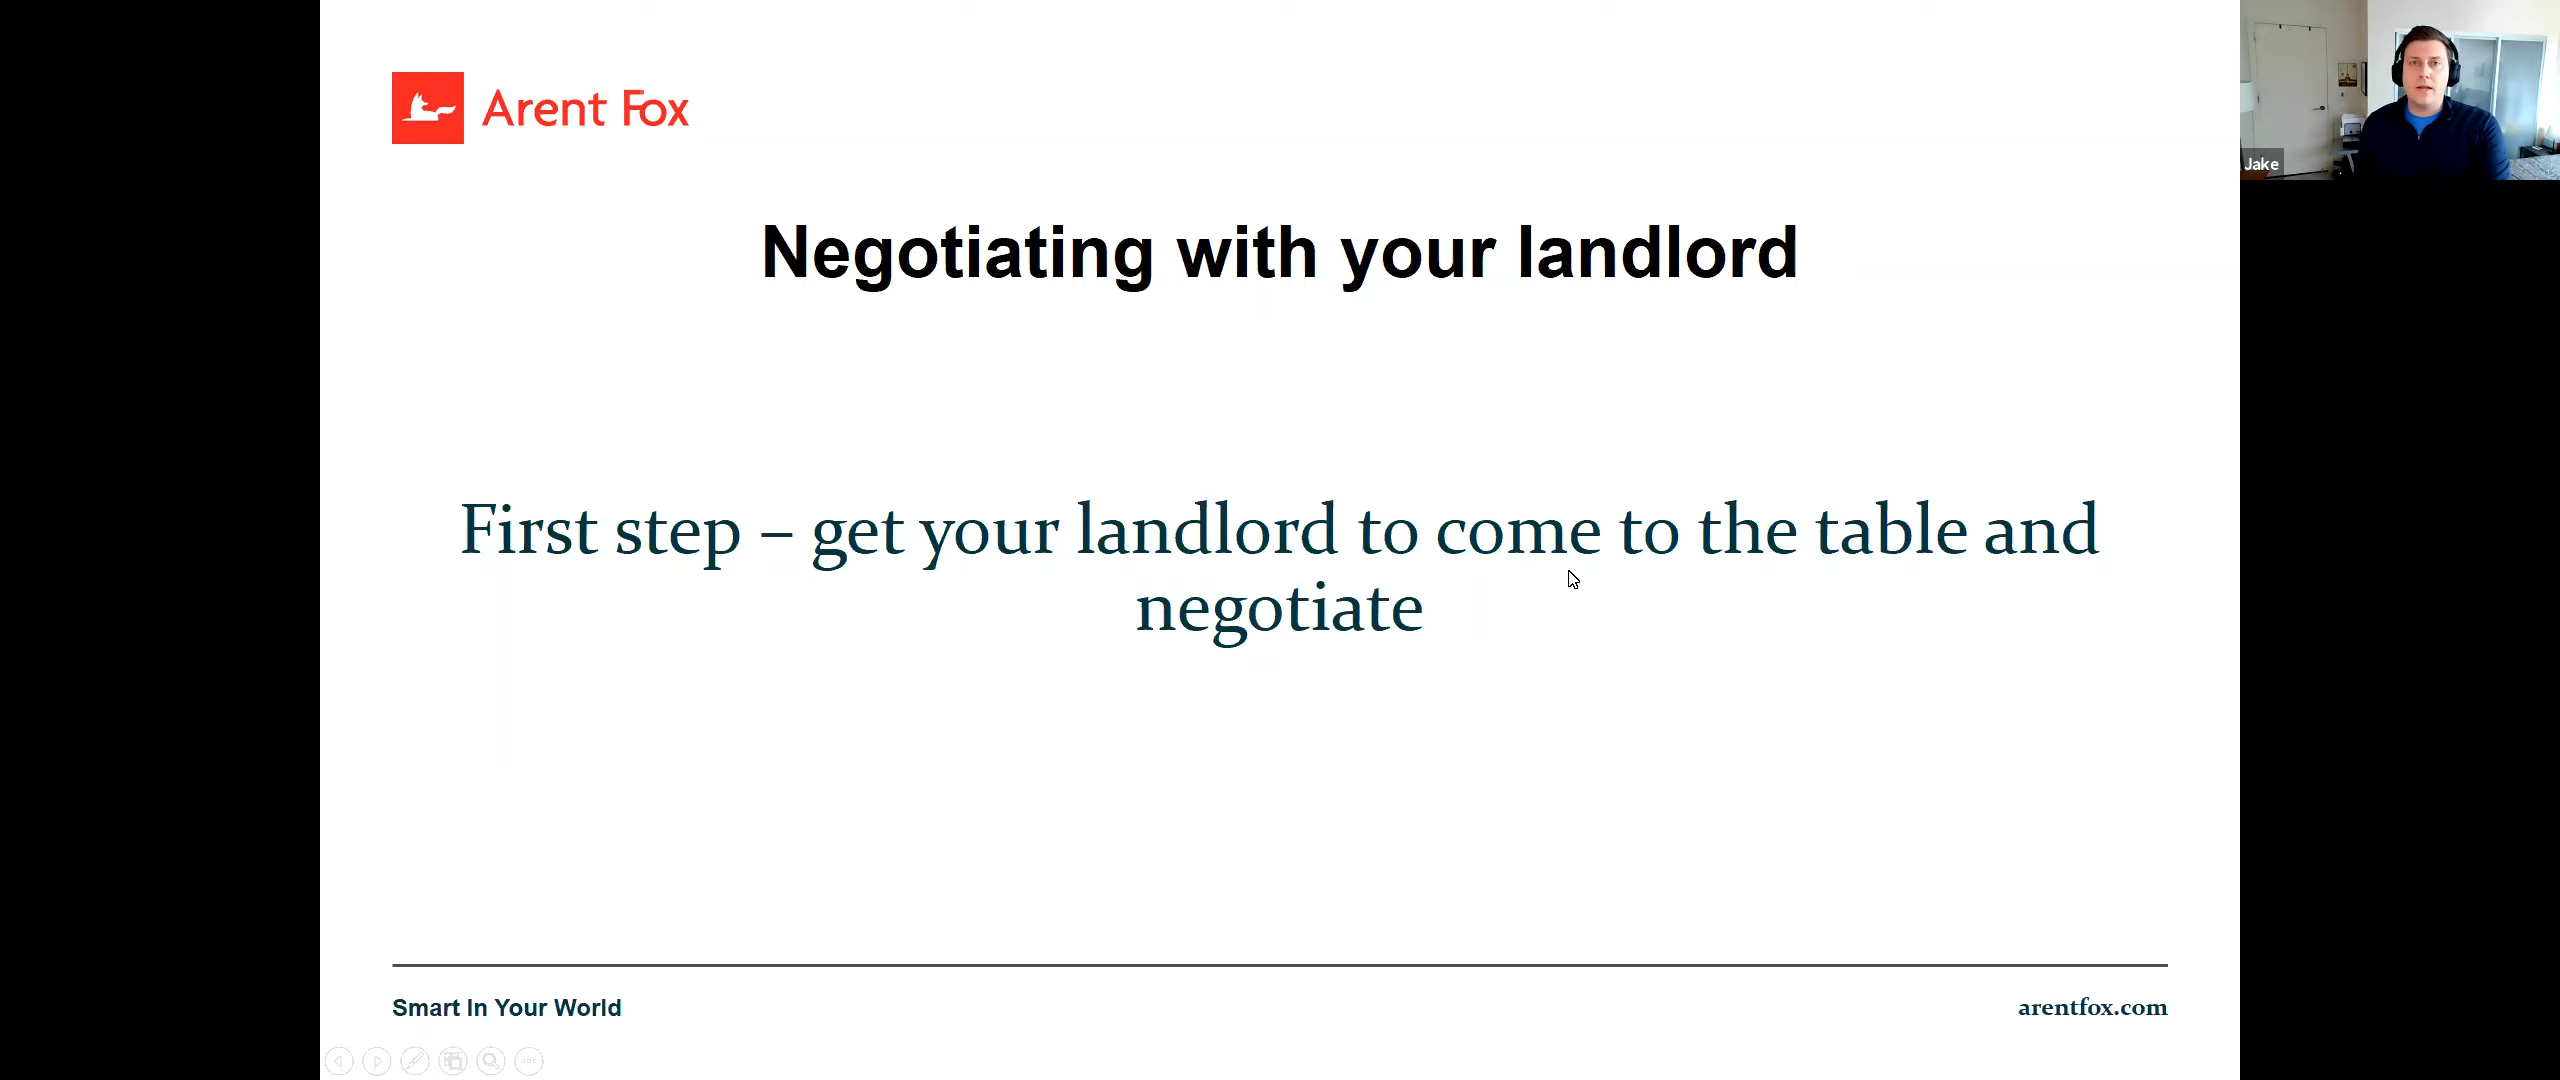 Arent Fox
Jake
Negotiating with your landlord
First step – get your landlord to come to the table and
negotiate
Smart In Your World
arentfox.com